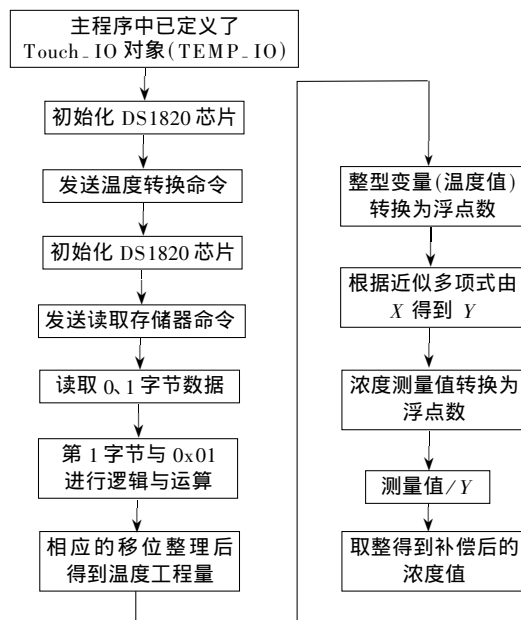 主程序中已定义了
Touch_IO 对象(TEMP_IO)
初始化 DS1820 芯片
发送温度转换命令
初始化 DS1820 芯片
发送读取存储器命令
读取 0、1 字节数据
第 1 字节与 0x01
进行逻辑与运算
相应的移位整理后
得到温度工程量
整型变量(温度值)
转换为浮点数
根据近似多项式由
X 得到 Y
浓度测量值转换为
浮点数
测量值/Y
取整得到补偿后的
浓度值